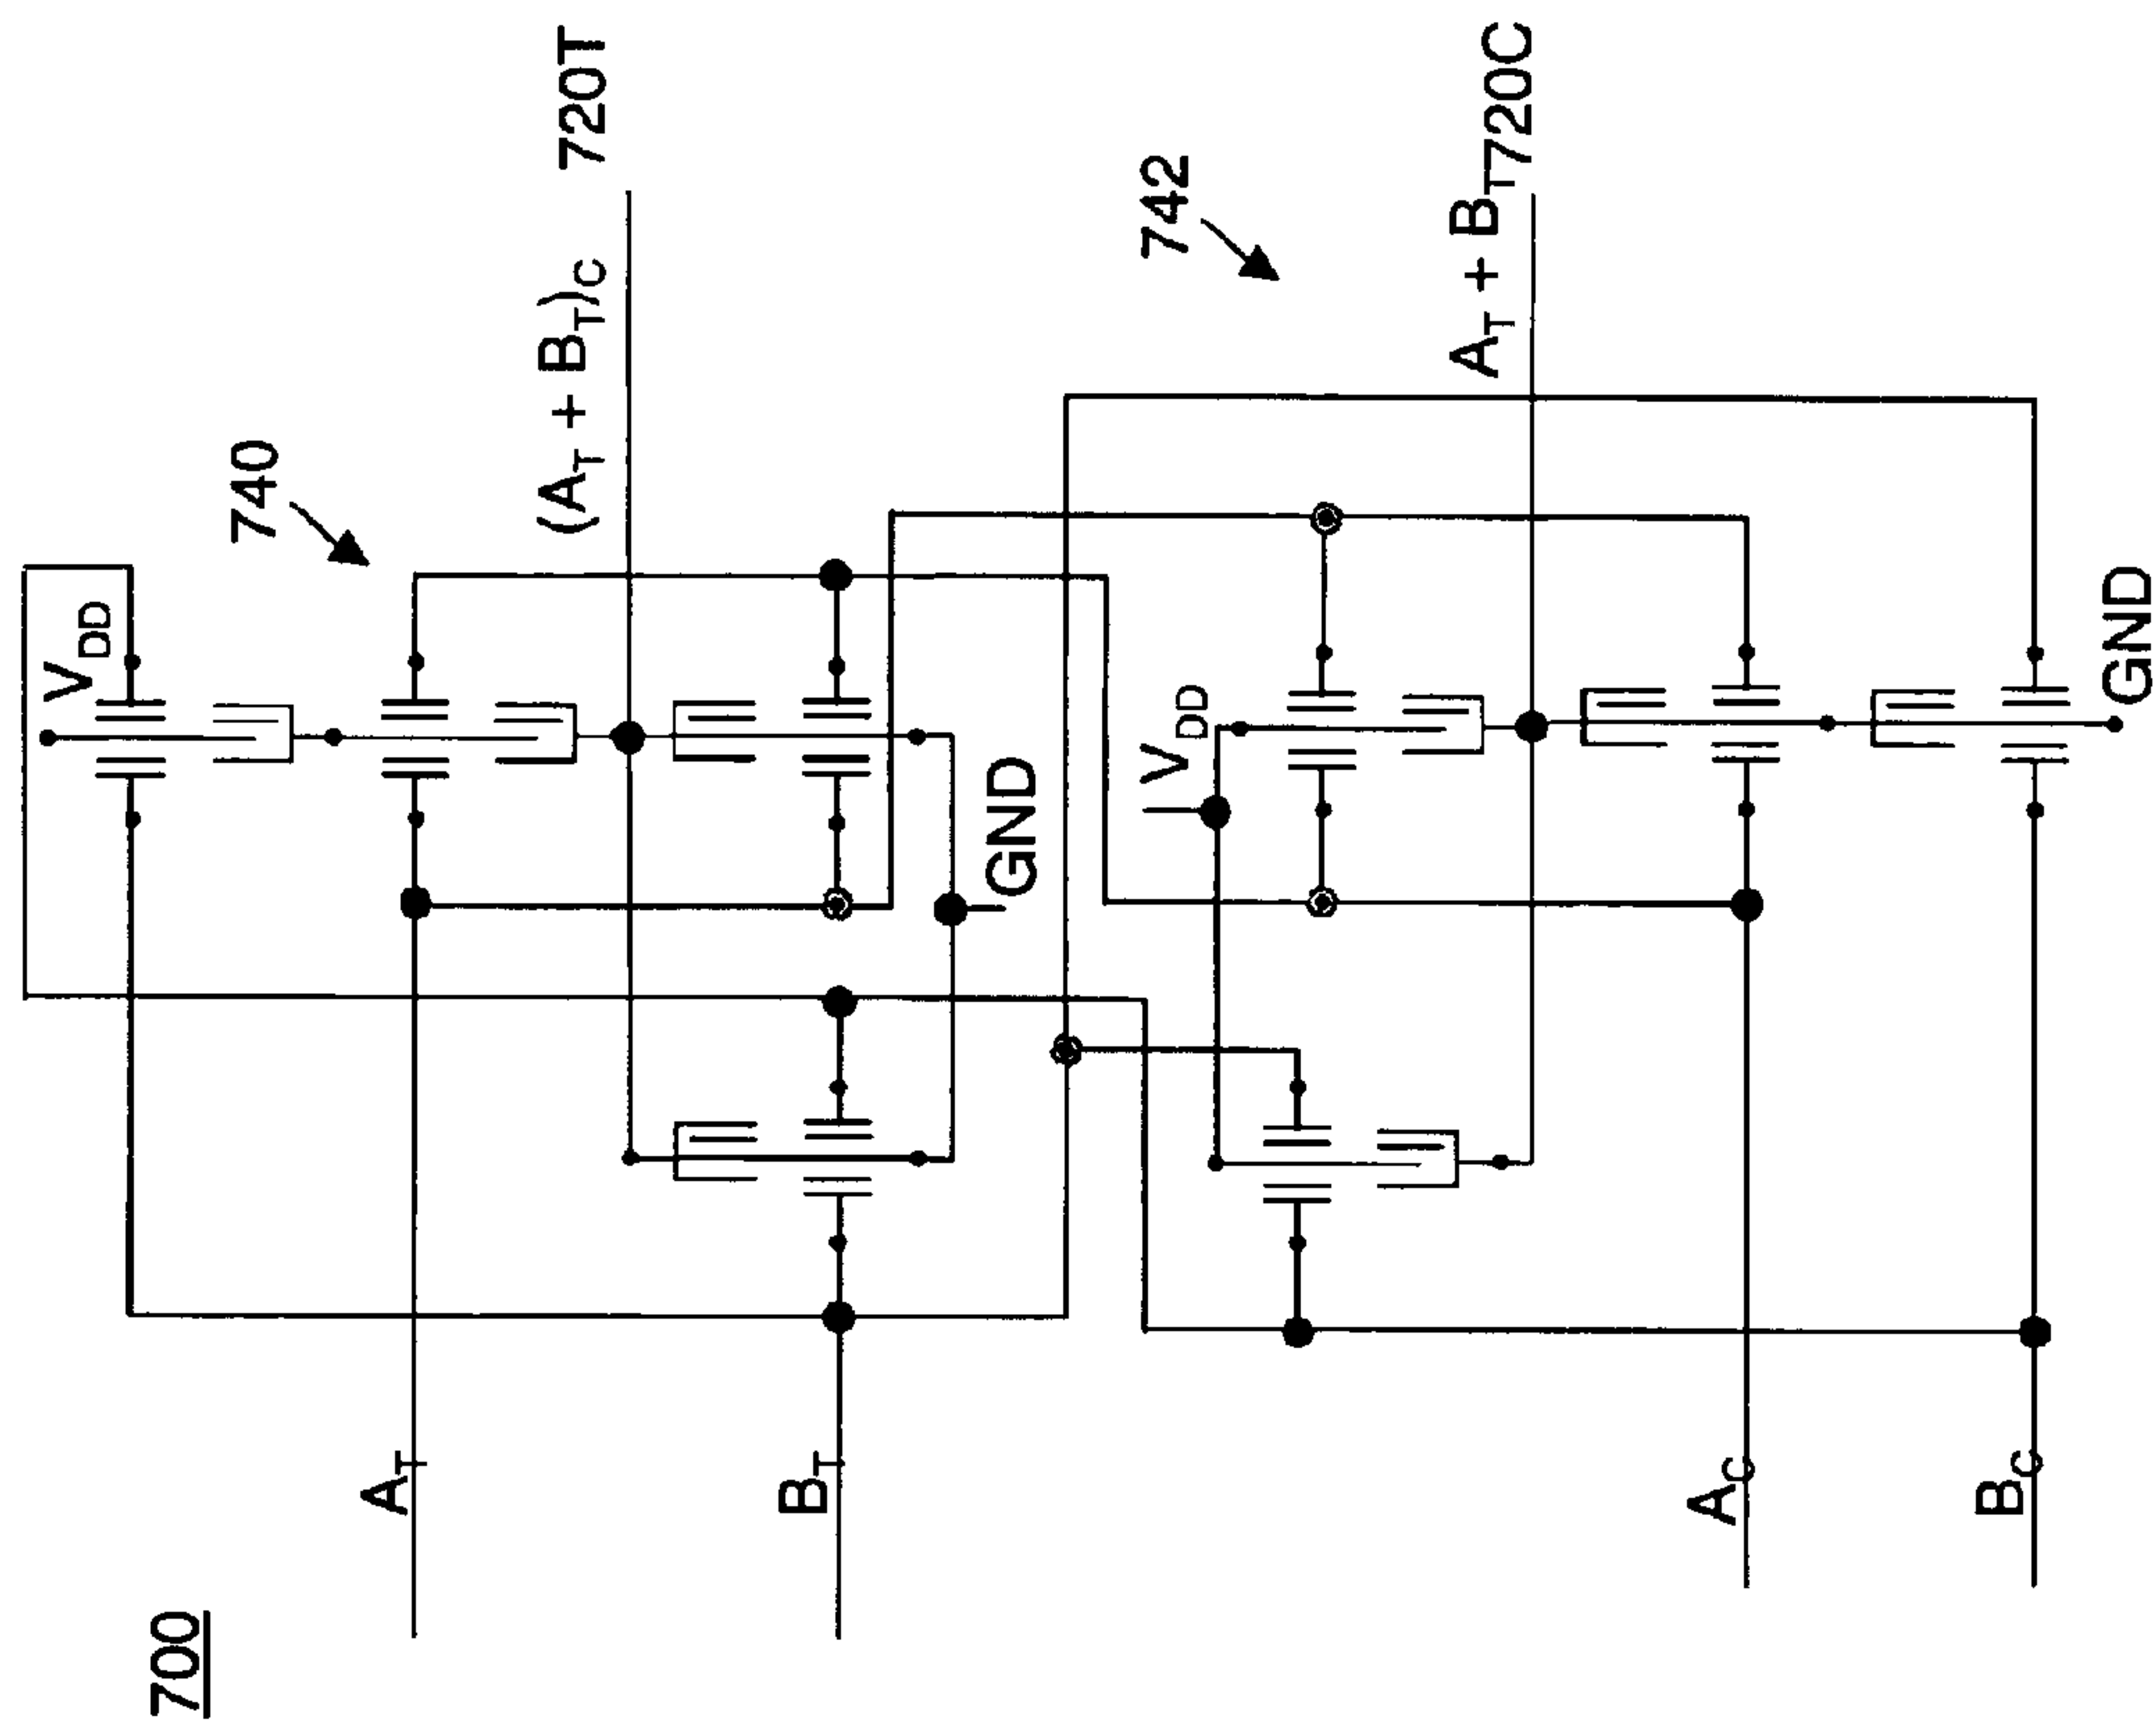 700
A_T
B_T
A_C
B_C
V_DD
740
(A_T + B_T)_C
720T
GND
V_DD
742
A_T + B_T
720C
GND